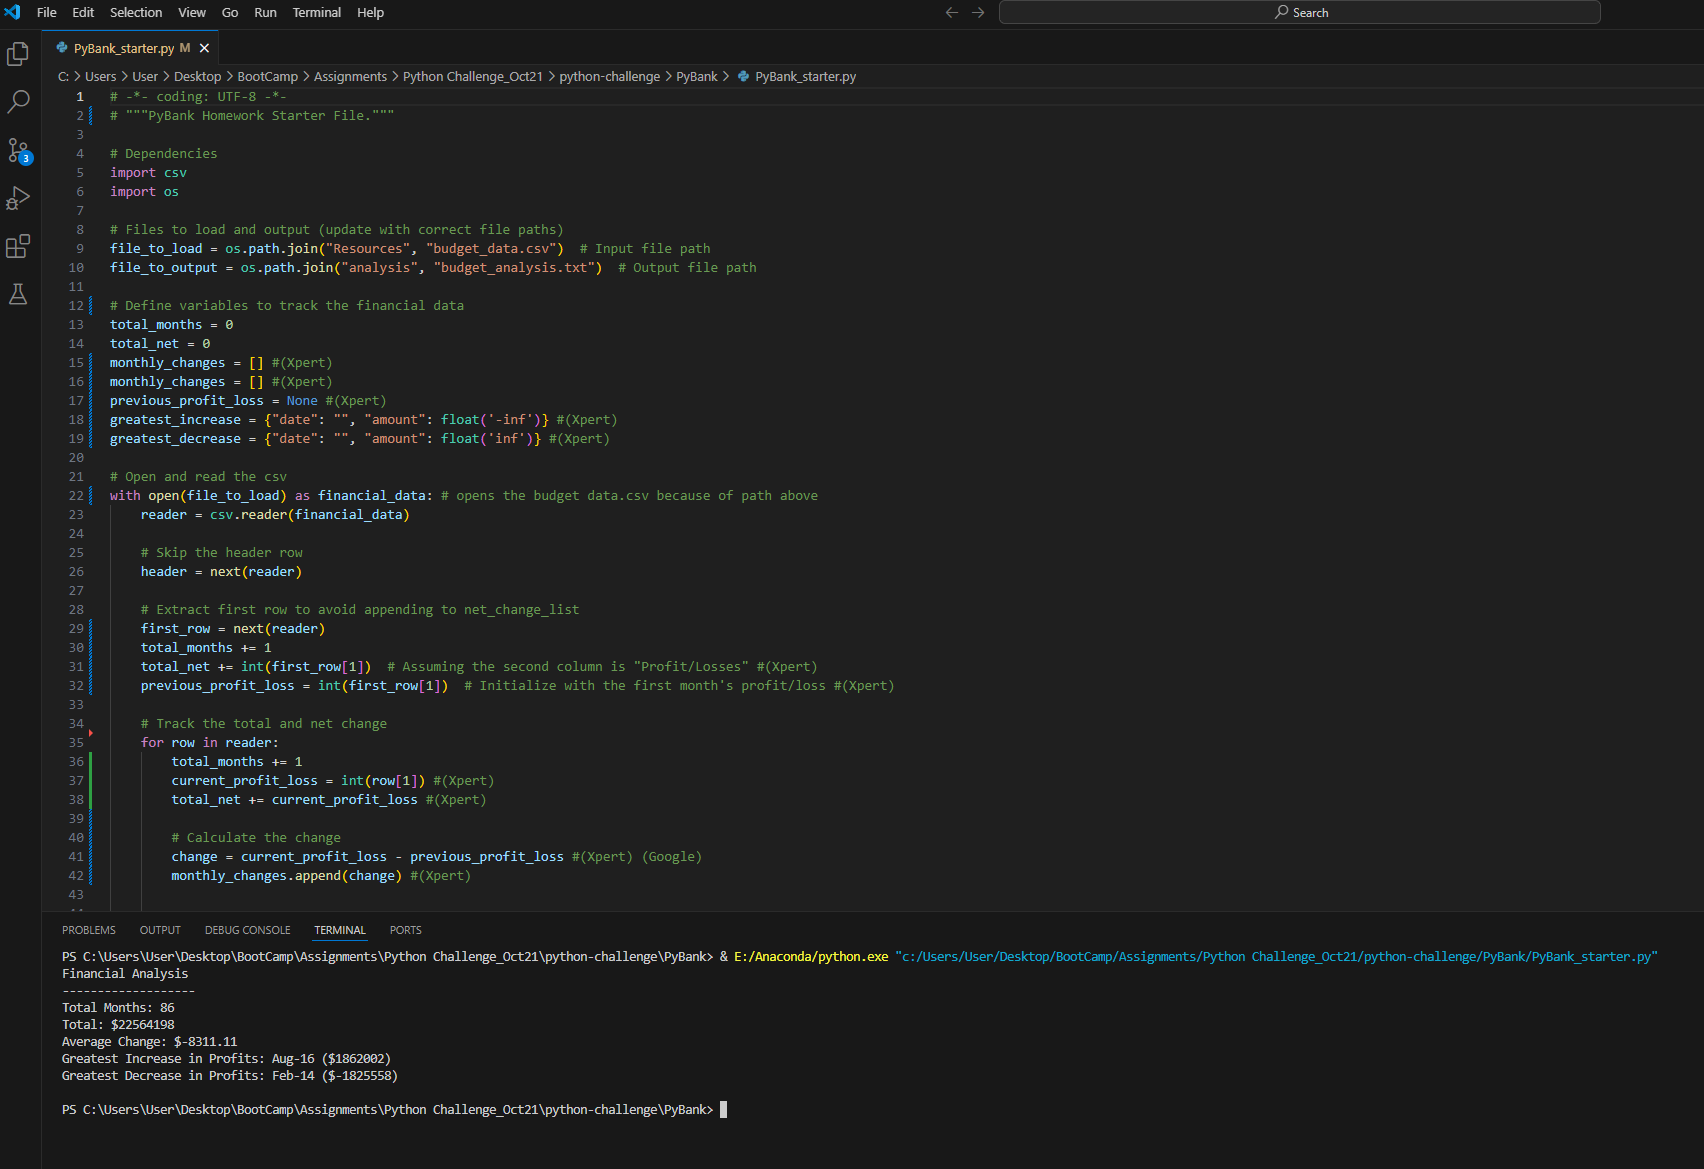 File Edit Selection View Go Run Terminal Help
Search
PyBank_starter.py M
C: > Users > User > Desktop > BootCamp > Assignments > Python Challenge_Oct21 > python-challenge > PyBank > PyBank_starter.py
1 # -*- coding: UTF-8 -*-
2 # """PyBank Homework Starter File."""
3
4 # Dependencies
5 import csv
6 import os
7
8 # Files to load and output (update with correct file paths)
9 file_to_load = os.path.join("Resources", "budget_data.csv")  # Input file path
10 file_to_output = os.path.join("analysis", "budget_analysis.txt")  # Output file path
11
12 # Define variables to track the financial data
13 total_months = 0
14 total_net = 0
15 monthly_changes = [] #(Xpert)
16 monthly_changes = [] #(Xpert)
17 previous_profit_loss = None #(Xpert)
18 greatest_increase = {"date": "", "amount": float('-inf')} #(Xpert)
19 greatest_decrease = {"date": "", "amount": float('inf')} #(Xpert)
20
21 # Open and read the csv
22 with open(file_to_load) as financial_data: # opens the budget data.csv because of path above
23     reader = csv.reader(financial_data)
24
25     # Skip the header row
26     header = next(reader)
27
28     # Extract first row to avoid appending to net_change_list
29     first_row = next(reader)
30     total_months += 1
31     total_net += int(first_row[1])  # Assuming the second column is "Profit/Losses" #(Xpert)
32     previous_profit_loss = int(first_row[1])  # Initialize with the first month's profit/loss #(Xpert)
33
34     # Track the total and net change
35     for row in reader:
36         total_months += 1
37         current_profit_loss = int(row[1]) #(Xpert)
38         total_net += current_profit_loss #(Xpert)
39
40         # Calculate the change
41         change = current_profit_loss - previous_profit_loss #(Xpert) (Google)
42         monthly_changes.append(change) #(Xpert)
43
3
PROBLEMS OUTPUT DEBUG CONSOLE TERMINAL PORTS
PS C:\Users\User\Desktop\BootCamp\Assignments\Python Challenge_Oct21\python-challenge\PyBank> & E:/Anaconda/python.exe "c:/Users/User/Desktop/BootCamp/Assignments/Python Challenge_Oct21/python-challenge/PyBank/PyBank_starter.py"
Financial Analysis
-------------------
Total Months: 86
Total: $22564198
Average Change: $-8311.11
Greatest Increase in Profits: Aug-16 ($1862002)
Greatest Decrease in Profits: Feb-14 ($-1825558)
PS C:\Users\User\Desktop\BootCamp\Assignments\Python Challenge_Oct21\python-challenge\PyBank>